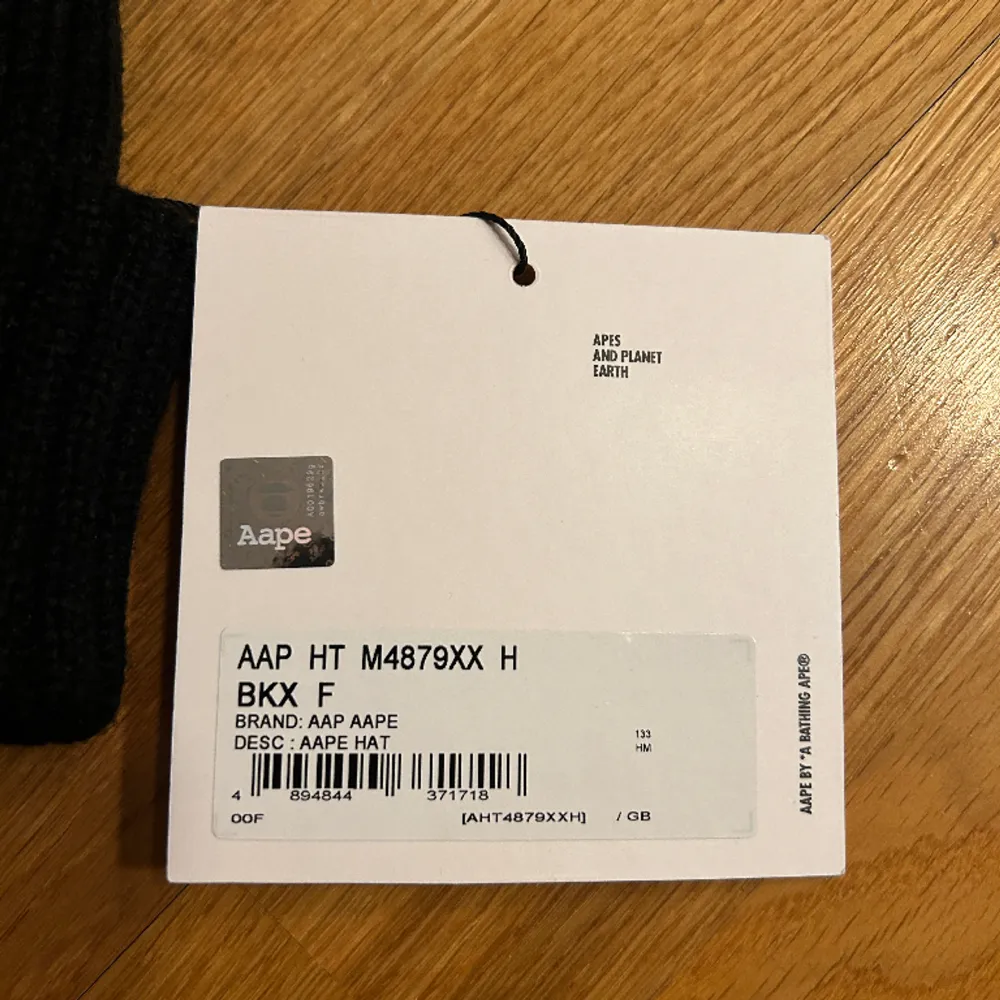 APES
AND PLANET
EARTH
Aape
AAP HT M4879XX H
BKX F
BRAND: AAP AAPE
DESC : AAPE HAT
133
HM
4 894844 371718
00F [AHT4879XXH] / GB
AAPE BY *A BATHING APE®